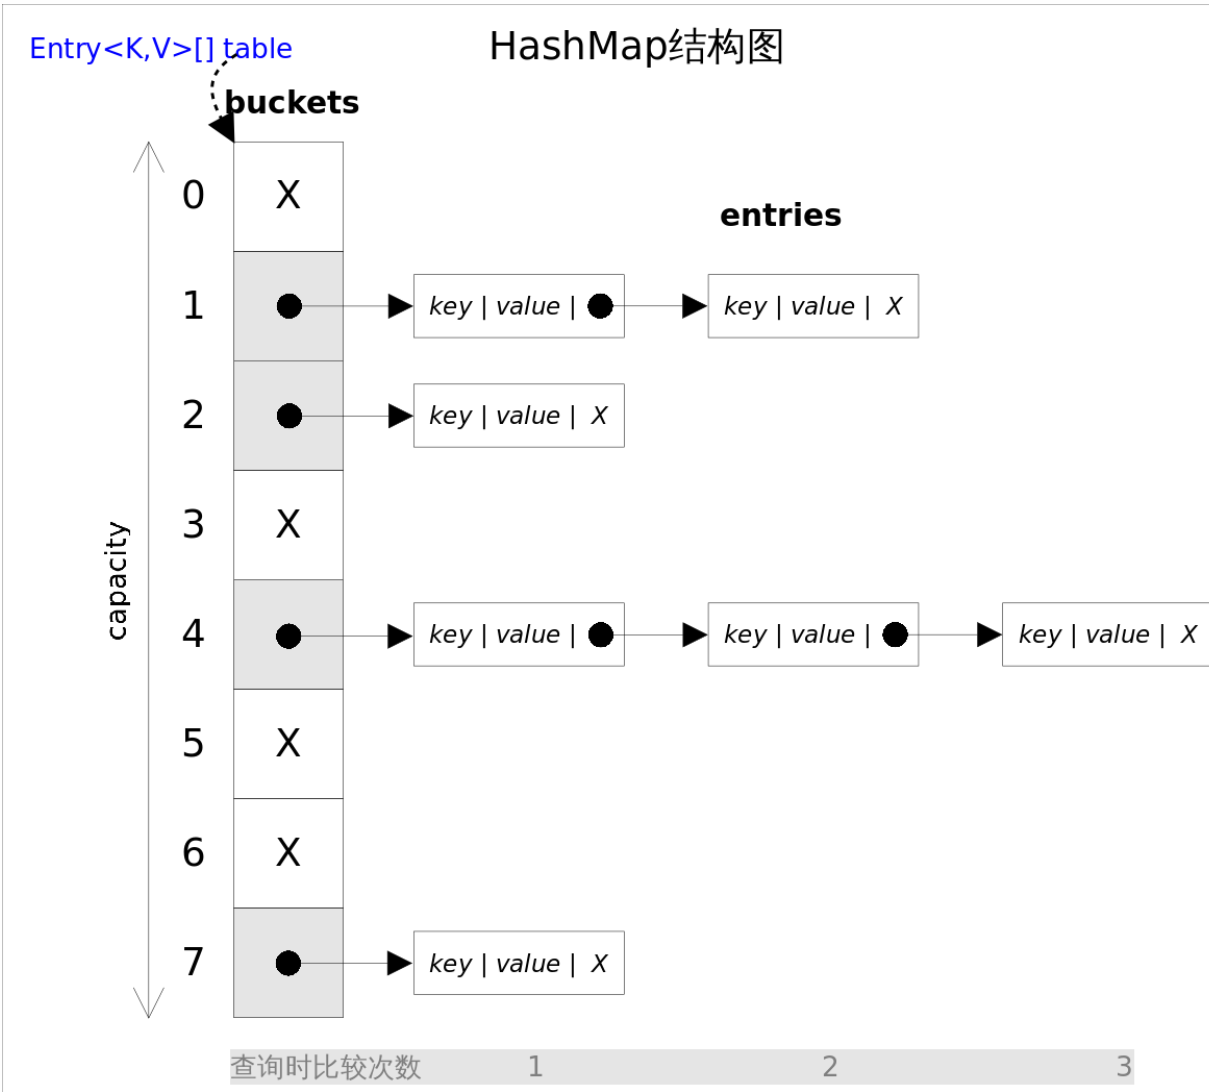 Entry<K,V>[] table
HashMap结构图
buckets
0 X
entries
1 key | value | key | value | X
2 key | value | X
3 X
capacity
4 key | value | key | value | key | value | X
5 X
6 X
7 key | value | X
查询时比较次数 1 2 3